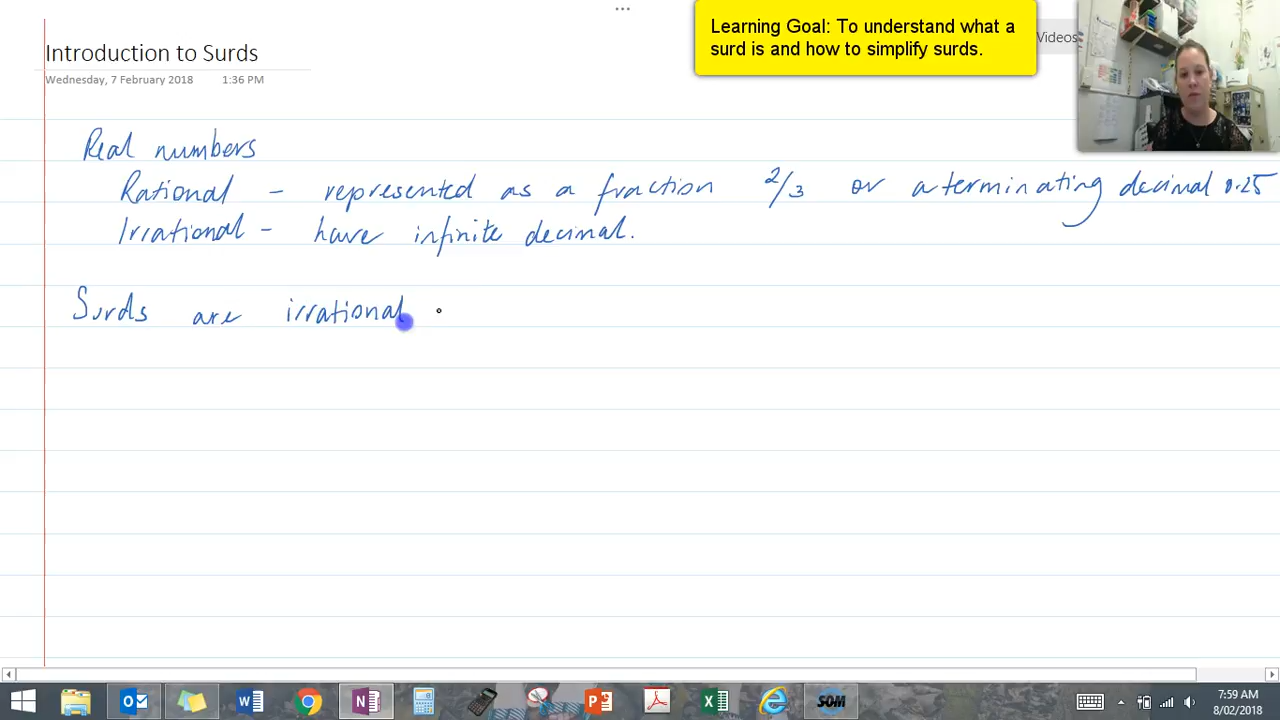 Learning Goal: To understand what a
surd is and how to simplify surds.
Videos
Introduction to Surds
Wednesday, 7 February 2018 1:36 PM
Real numbers
Rational - represented as a fraction 2/3 or a terminating decimal 0.25
Irrational - have infinite decimal.
Surds are irrational
7:59 AM
8/02/2018
SOM